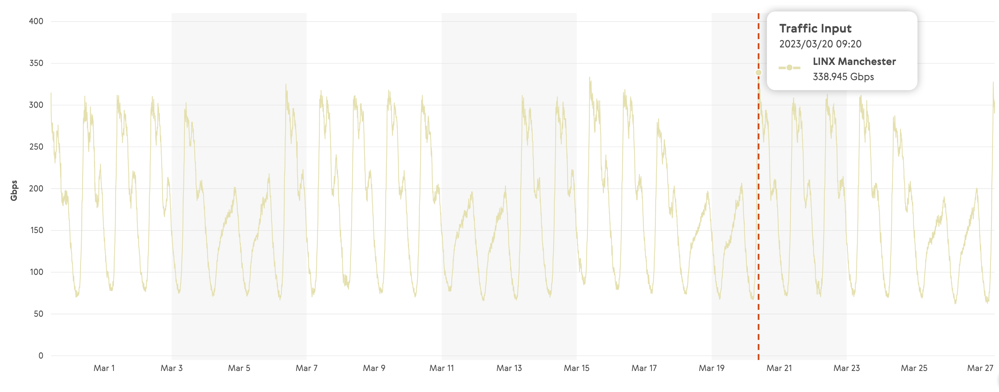 400
Traffic Input
2023/03/20 09:20
350
LINX Manchester
338.945 Gbps
300
250
200
Gbps
150
100
50
0
Mar 1 Mar 3 Mar 5 Mar 7 Mar 9 Mar 11 Mar 13 Mar 15 Mar 17 Mar 19 Mar 21 Mar 23 Mar 25 Mar 27